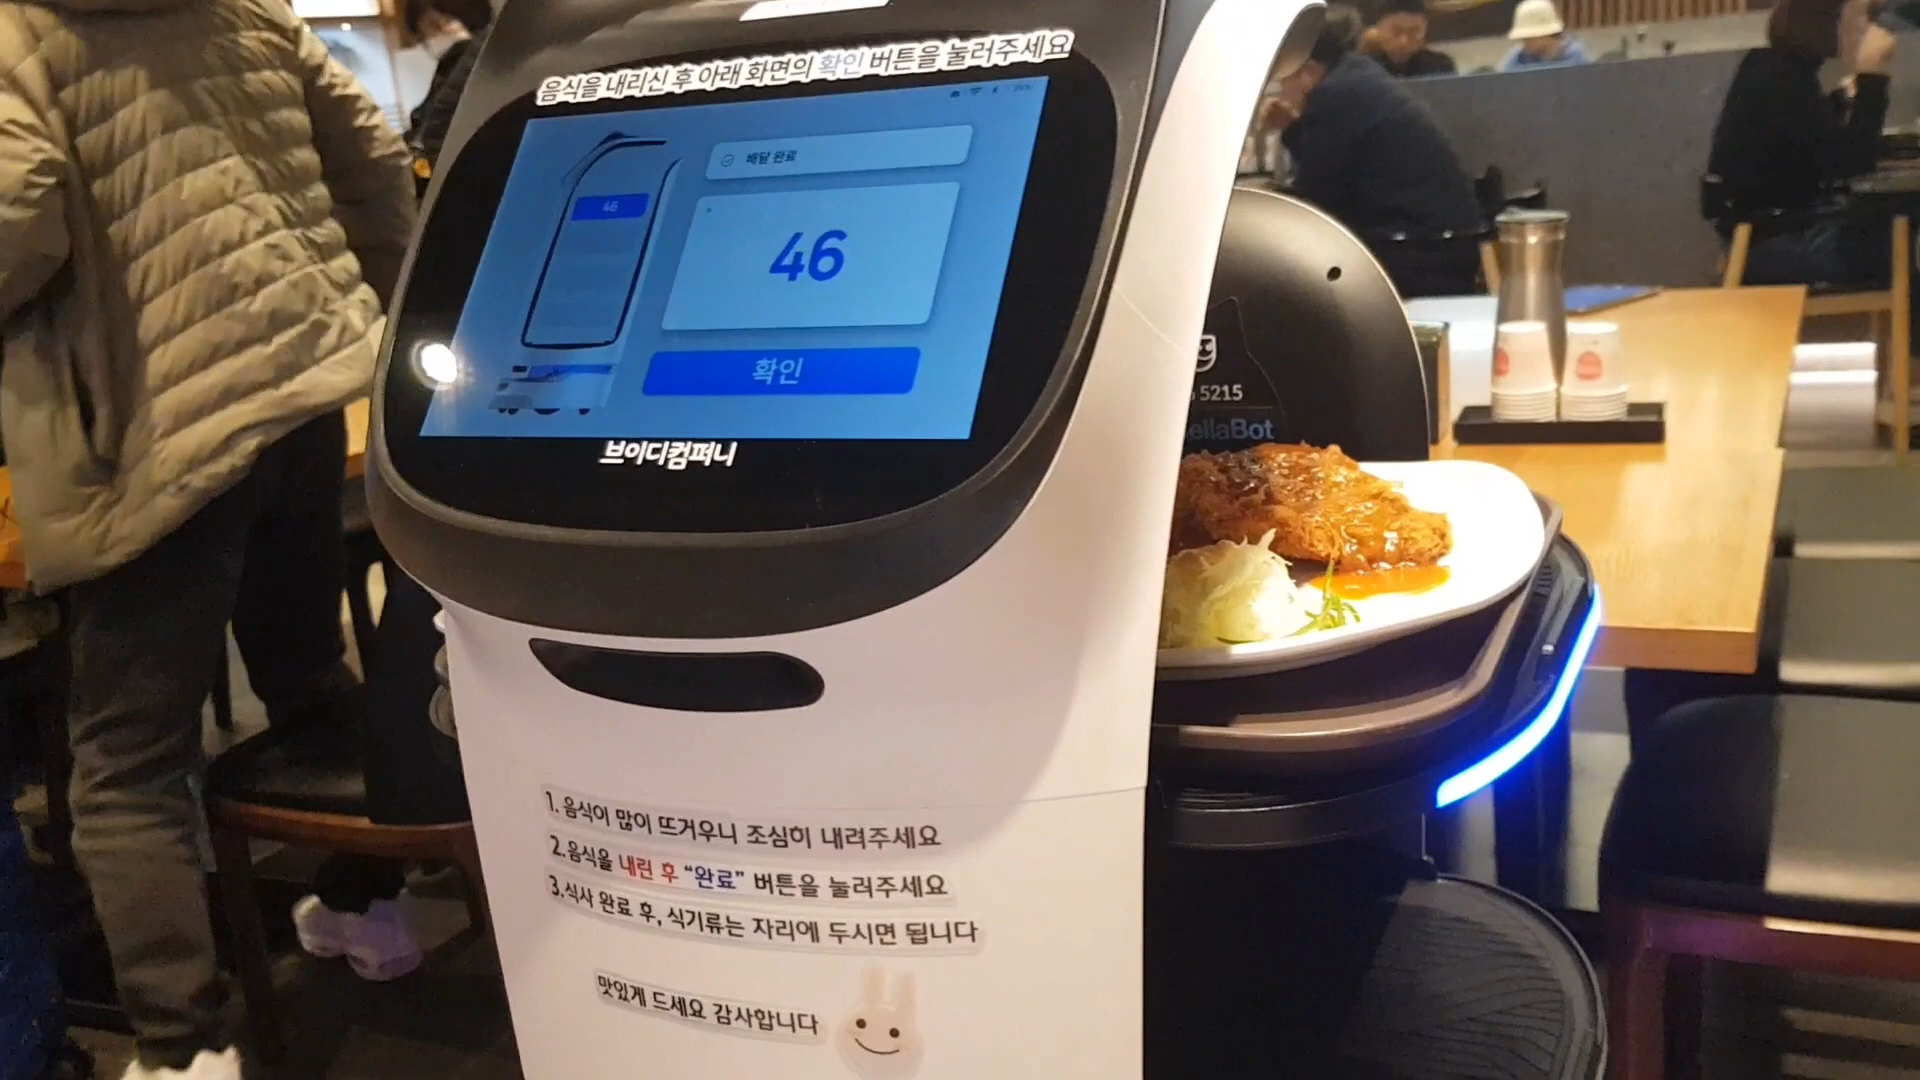 음식을 내리신 후 아래 화면의 확인 버튼을 눌러주세요
배달 완료
46
46
확인
브이디컴퍼니
5215
ellaBot
1. 음식이 많이 뜨거우니 조심히 내려주세요
2.음식을 내린 후 “완료” 버튼을 눌러주세요
3.식사 완료 후, 식기류는 자리에 두시면 됩니다
맛있게 드세요 감사합니다